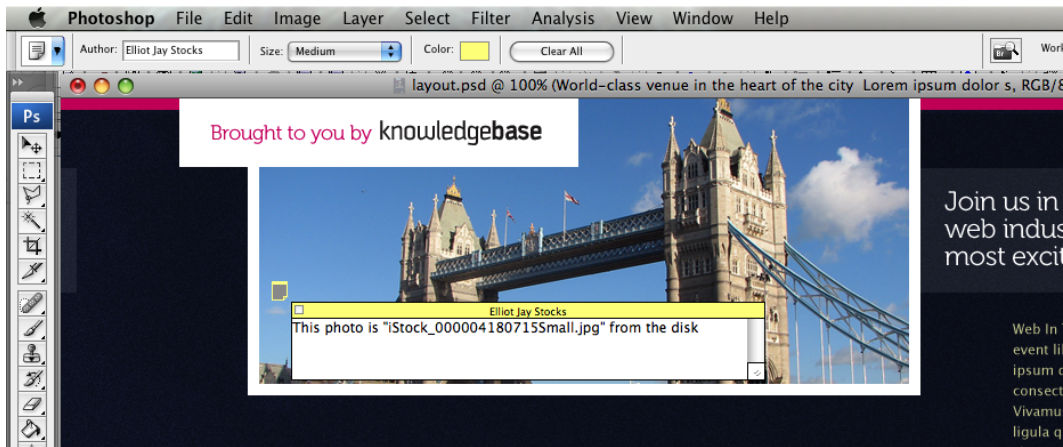 Photoshop File Edit Image Layer Select Filter Analysis View Window Help
Author: Elliot Jay Stocks Size: Medium Color: Clear All Br
layout.psd @ 100% (World-class venue in the heart of the city Lorem ipsum dolor s, RGB/8
Ps
Brought to you by knowledgebase
Join us in
web indus
most excit
Elliot Jay Stocks
This photo is "iStock_000004180715Small.jpg" from the disk
Web In
event li
ipsum
consect
Vivamu
ligula q